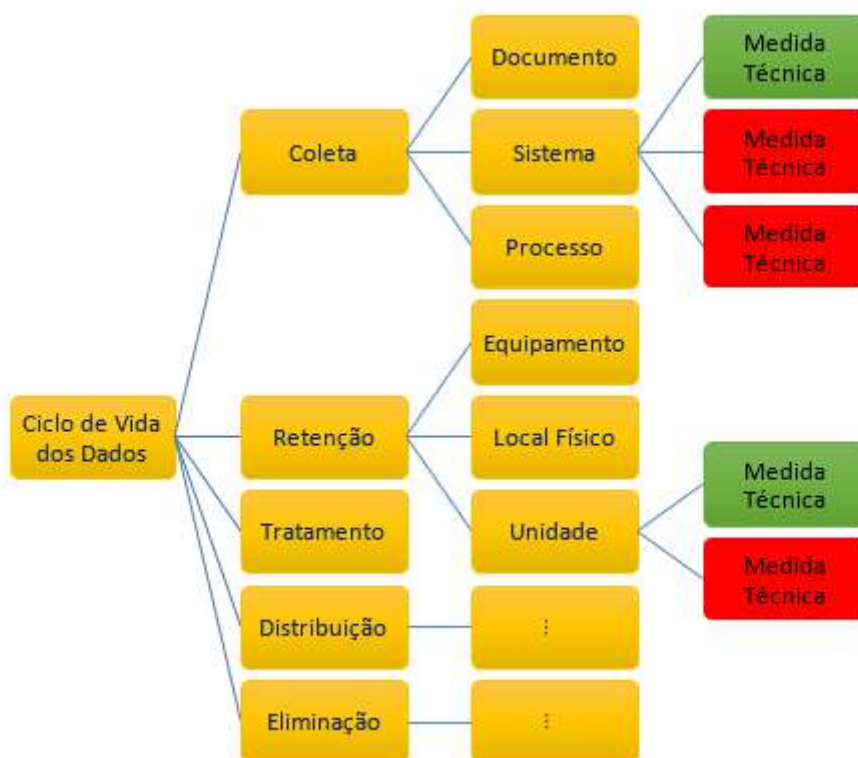 Documento
Medida
Técnica
Coleta
Sistema
Medida
Técnica
Processo
Medida
Técnica
Equipamento
Ciclo de Vida
dos Dados
Retenção
Local Físico
Medida
Técnica
Tratamento
Unidade
Medida
Técnica
Distribuição
⋮
Eliminação
⋮